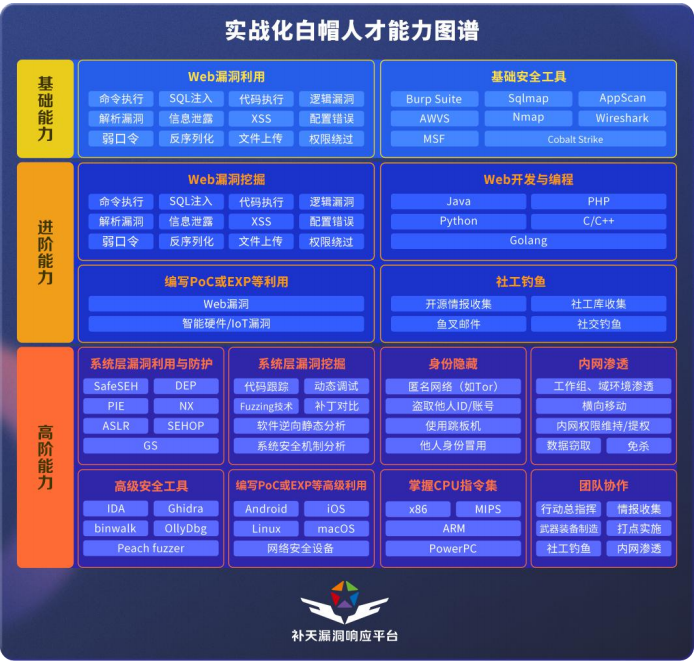 实战化白帽人才能力图谱
基础能力
Web漏洞利用
命令执行 SQL注入 代码执行 逻辑漏洞
解析漏洞 信息泄露 XSS 配置错误
弱口令 反序列化 文件上传 权限绕过
基础安全工具
Burp Suite Sqlmap AppScan
AWVS Nmap Wireshark
MSF Cobalt Strike
进阶能力
Web漏洞挖掘
命令执行 SQL注入 代码执行 逻辑漏洞
解析漏洞 信息泄露 XSS 配置错误
弱口令 反序列化 文件上传 权限绕过
Web开发与编程
Java PHP
Python C/C++
Golang
编写PoC或EXP等利用
Web漏洞
智能硬件/IoT漏洞
社工钓鱼
开源情报收集 社工库收集
鱼叉邮件 社交钓鱼
高阶能力
系统层漏洞利用与防护
SafeSEH DEP
PIE NX
ASLR SEHOP
GS
系统层漏洞挖掘
代码跟踪 动态调试
Fuzzing技术 补丁对比
软件逆向静态分析
系统安全机制分析
身份隐藏
匿名网络（如Tor）
盗取他人ID/账号
使用跳板机
他人身份冒用
内网渗透
工作组、域环境渗透
横向移动
内网权限维持/提权
数据窃取 免杀
高级安全工具
IDA Ghidra
binwalk OllyDbg
Peach fuzzer
编写PoC或EXP等高级利用
Android iOS
Linux macOS
网络安全设备
掌握CPU指令集
x86 MIPS
ARM
PowerPC
团队协作
行动总指挥 情报收集
武器装备制造 打点实施
社工钓鱼 内网渗透
补天漏洞响应平台